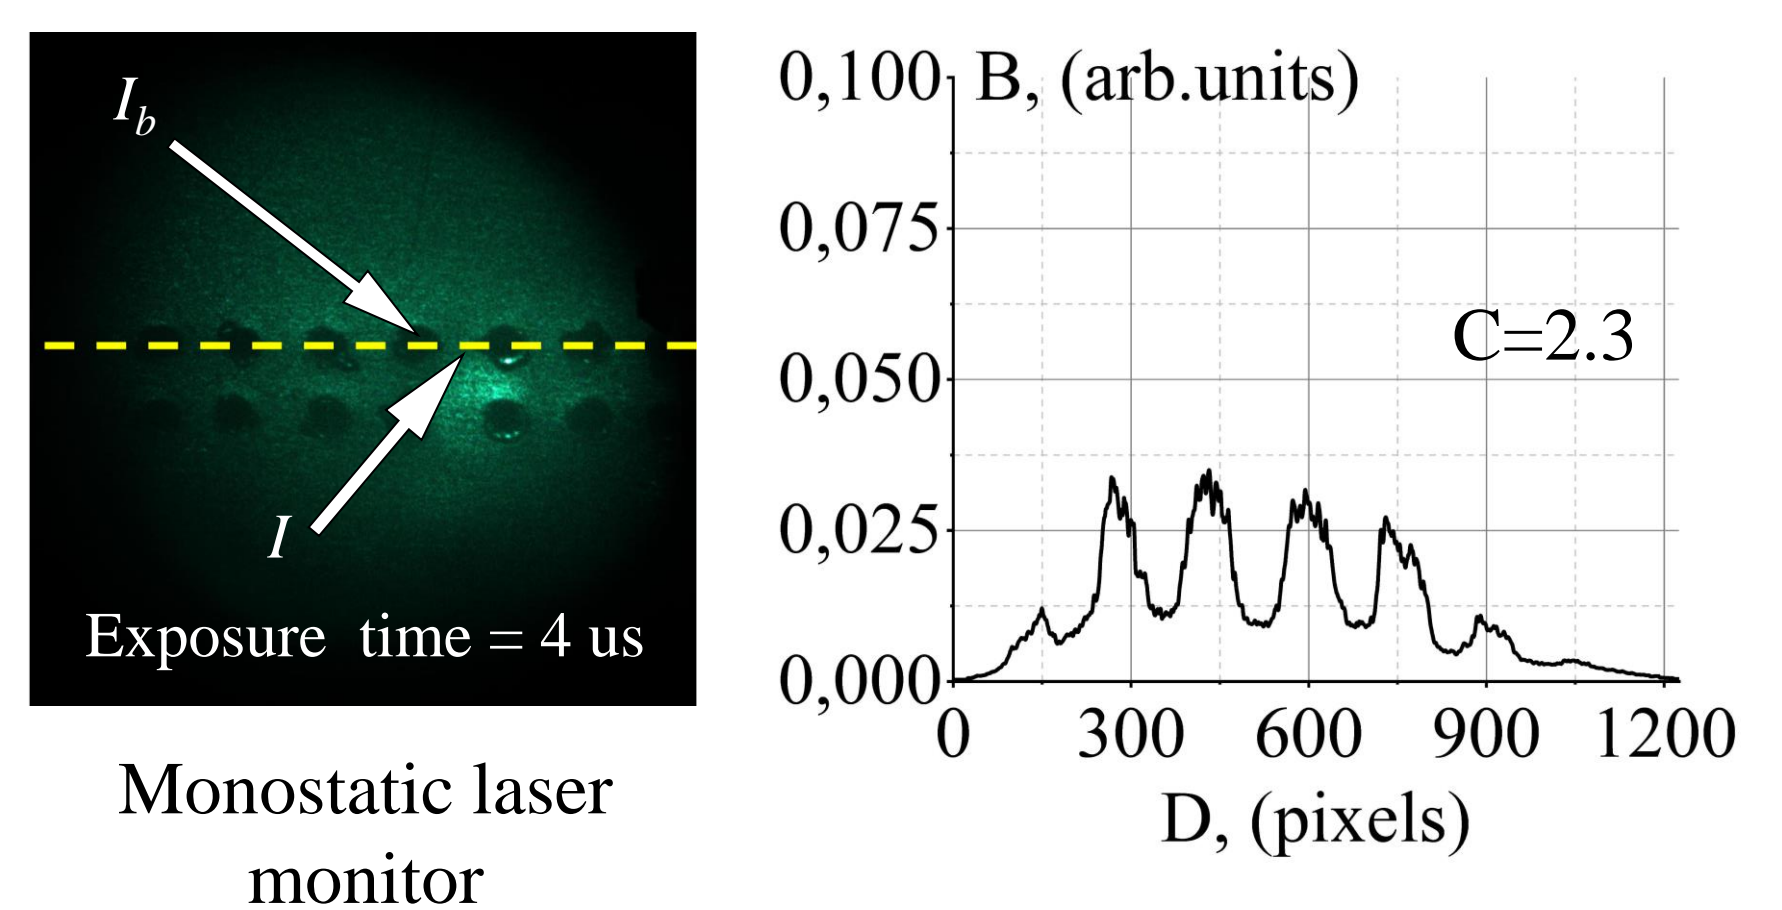 I_b
I
Exposure time = 4 us
Monostatic laser
monitor
B, (arb.units)
0,100
0,075
0,050
0,025
0,000
C=2.3
0 300 600 900 1200
D, (pixels)